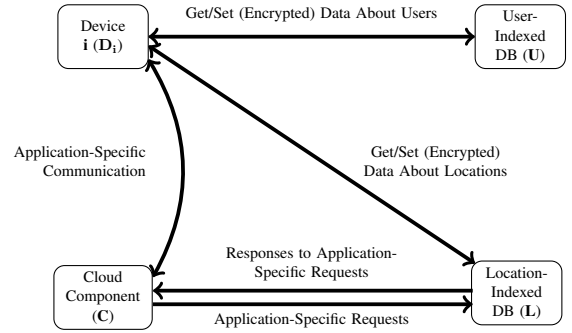 Get/Set (Encrypted) Data About Users
Device
i (Di)
User-
Indexed
DB (U)
Application-Specific
Communication
Get/Set (Encrypted)
Data About Locations
Responses to Application-
Specific Requests
Cloud
Component
(C)
Location-
Indexed
DB (L)
Application-Specific Requests